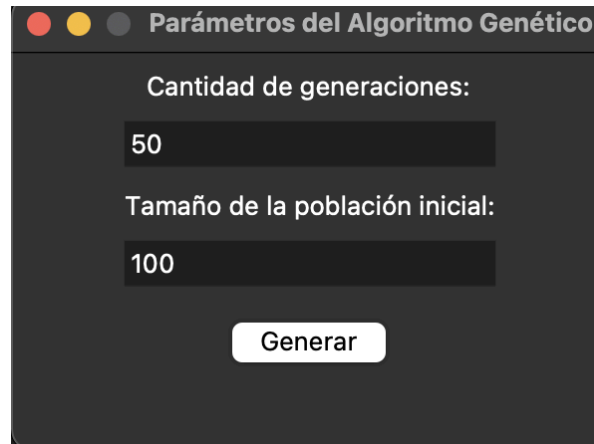 Parámetros del Algoritmo Genético
Cantidad de generaciones:
50
Tamaño de la población inicial:
100
Generar